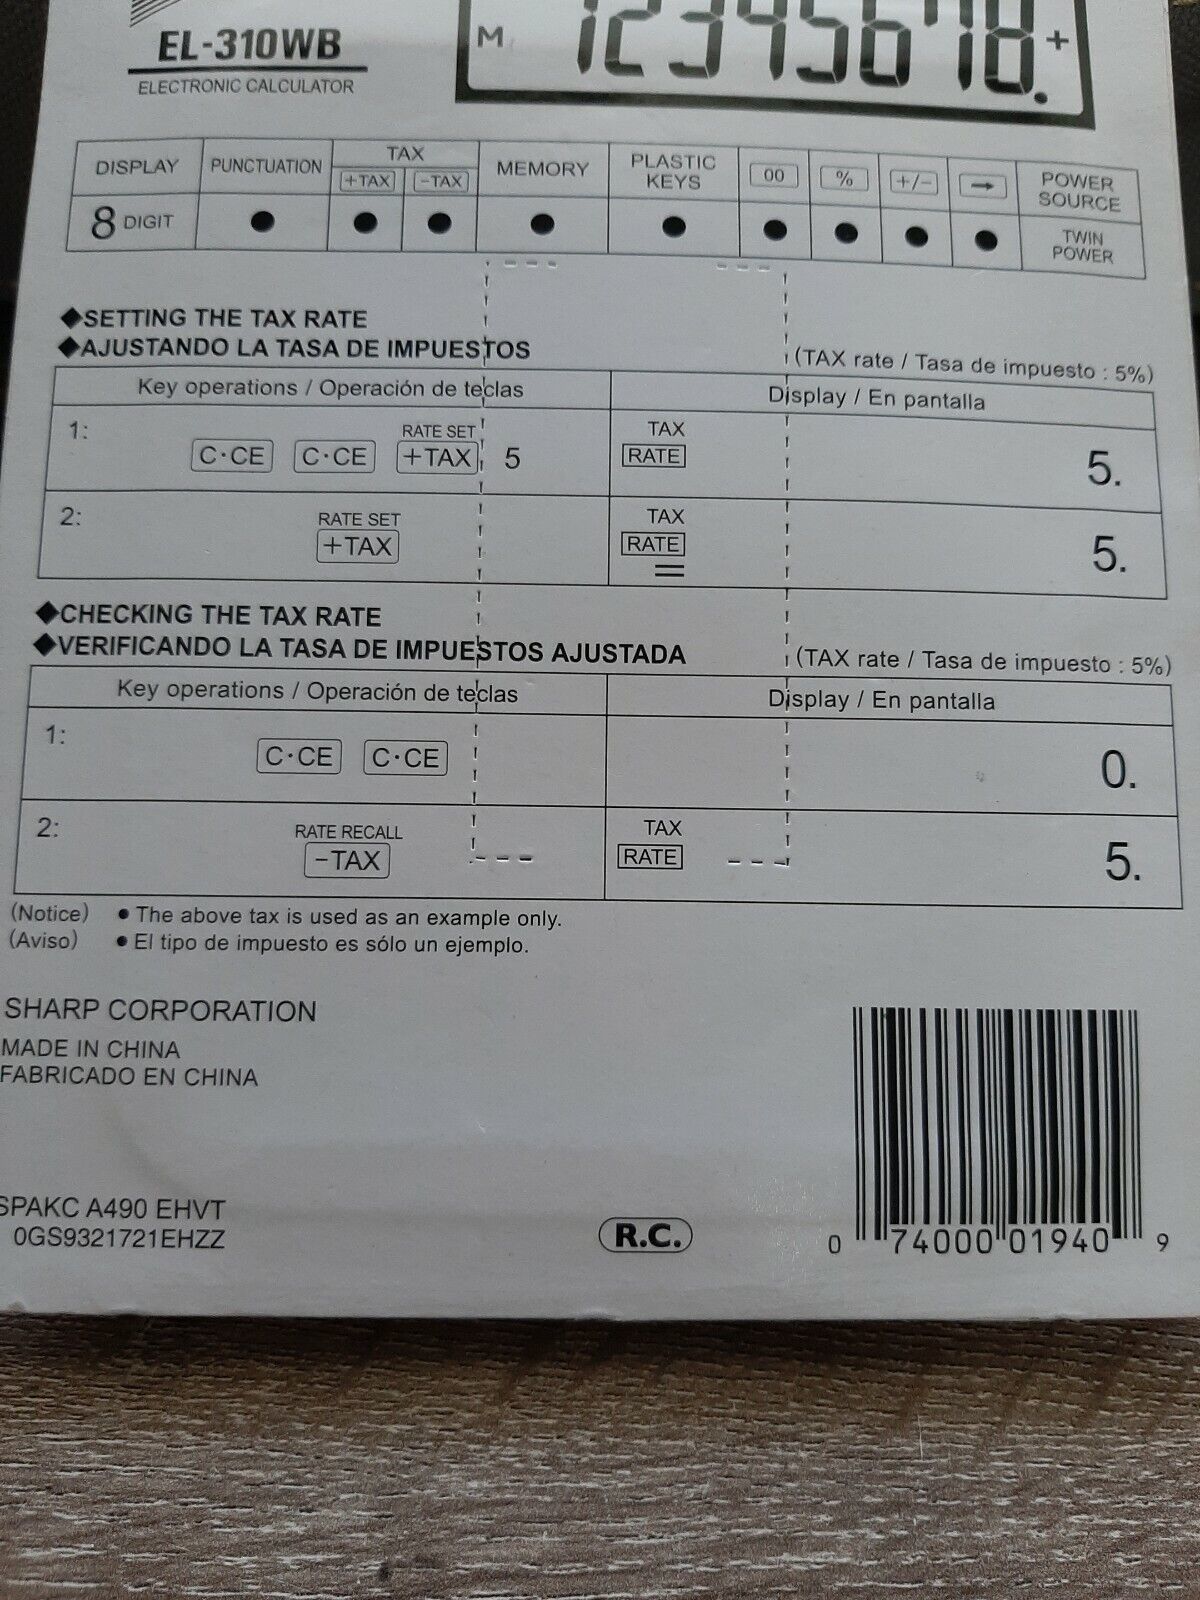 EL-310WB
ELECTRONIC CALCULATOR
M 12345678. +
DISPLAY PUNCTUATION TAX +TAX -TAX MEMORY PLASTIC KEYS 00 % +/- → POWER SOURCE
8 DIGIT ● ● ● ● ● ● ● ● ● TWIN POWER
◆SETTING THE TAX RATE
◆AJUSTANDO LA TASA DE IMPUESTOS
(TAX rate / Tasa de impuesto : 5%)
Key operations / Operación de teclas Display / En pantalla
1: C·CE C·CE RATE SET +TAX 5 TAX RATE 5.
2: RATE SET +TAX TAX RATE = 5.
◆CHECKING THE TAX RATE
◆VERIFICANDO LA TASA DE IMPUESTOS AJUSTADA
(TAX rate / Tasa de impuesto : 5%)
Key operations / Operación de teclas Display / En pantalla
1: C·CE C·CE 0.
2: RATE RECALL -TAX TAX RATE 5.
(Notice) ● The above tax is used as an example only.
(Aviso) ● El tipo de impuesto es sólo un ejemplo.
SHARP CORPORATION
MADE IN CHINA
FABRICADO EN CHINA
SPAKC A490 EHVT
0GS9321721EHZZ
R.C.
0 74000 01940 9